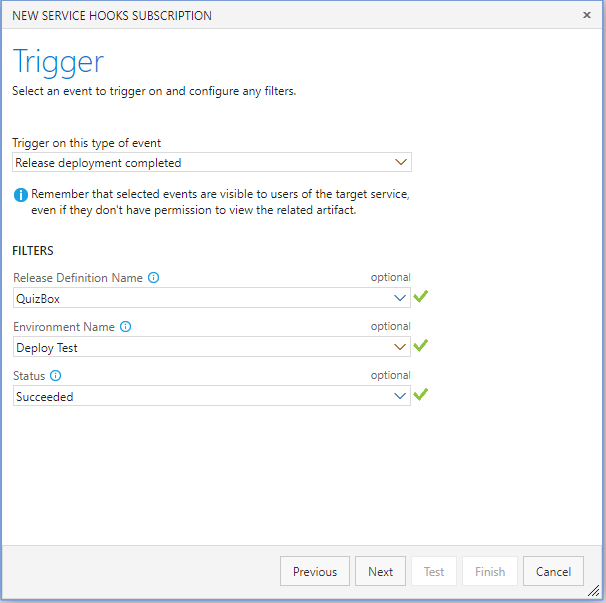 NEW SERVICE HOOKS SUBSCRIPTION
Trigger
Select an event to trigger on and configure any filters.
Trigger on this type of event
Release deployment completed
Remember that selected events are visible to users of the target service,
even if they don't have permission to view the related artifact.
FILTERS
Release Definition Name optional
QuizBox
Environment Name optional
Deploy Test
Status optional
Succeeded
Previous Next Test Finish Cancel